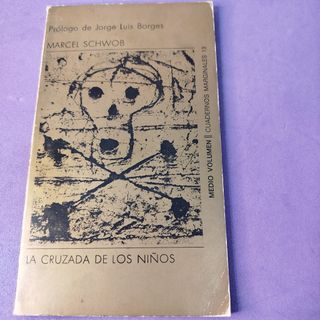 Prólogo de Jorge Luis Borges
MARCEL SCHWOB
MEDIO VOLUMEN || CUADERNOS MARGINALES 13
LA CRUZADA DE LOS NIÑOS